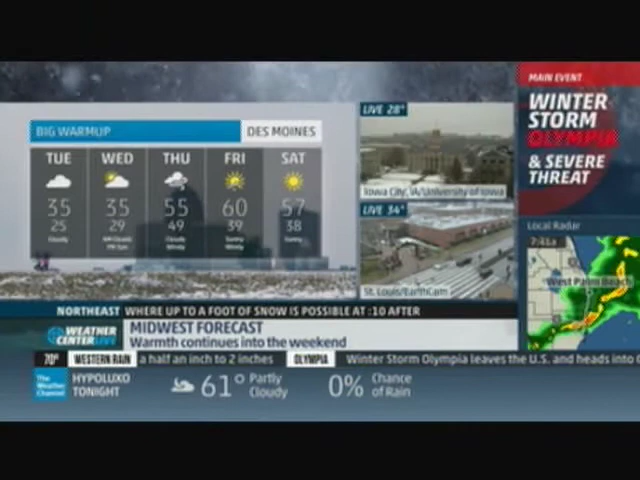 BIG WARMUP
DES MOINES
TUE WED THU FRI SAT
35 35 55 60 57
25 29 49 39 38
Cloudy AM Clouds PM Sun Cloudy Windy Sunny Windy Sunny
LIVE 28°
Iowa City, IA/University of Iowa
LIVE 34°
St. Louis/EarthCam
MAIN EVENT
WINTER
STORM
OLYMPIA
& SEVERE
THREAT
Local Radar
West Palm Beach
NORTHEAST WHERE UP TO A FOOT OF SNOW IS POSSIBLE AT :10 AFTER
WEATHER
CENTER LIVE
MIDWEST FORECAST
Warmth continues into the weekend
70° WESTERN RAIN a half an inch to 2 inches OLYMPIA Winter Storm Olympia leaves the U.S. and heads into
The
Weather
Channel
HYPOLUXO
TONIGHT
61° Partly
Cloudy
0% Chance
of Rain